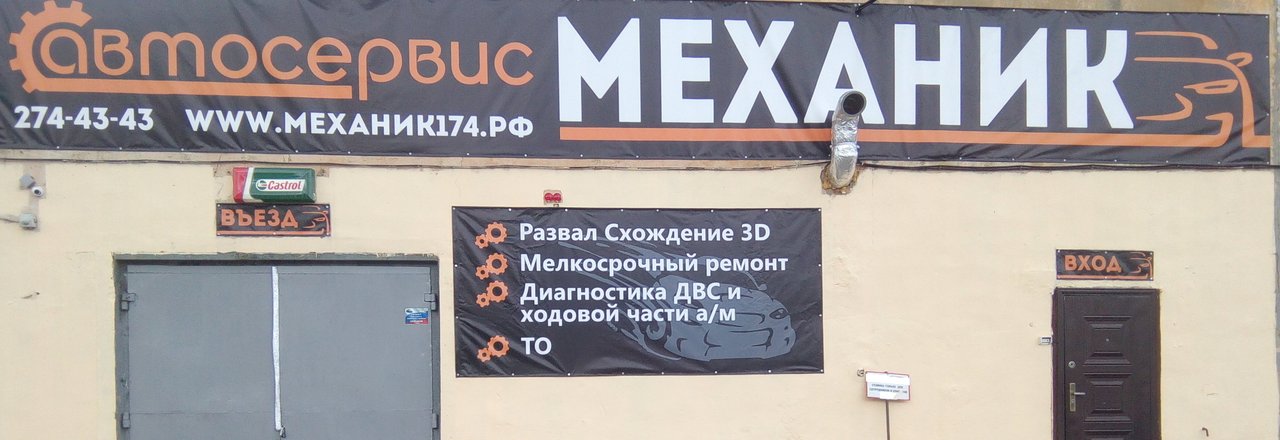 автосервис
МЕХАНИК
274-43-43 WWW.МЕХАНИК174.РФ
Castrol
ВЪЕЗД
Развал Схождение 3D
Мелкосрочный ремонт
Диагностика ДВС и
ходовой части а/м
ТО
ВХОД